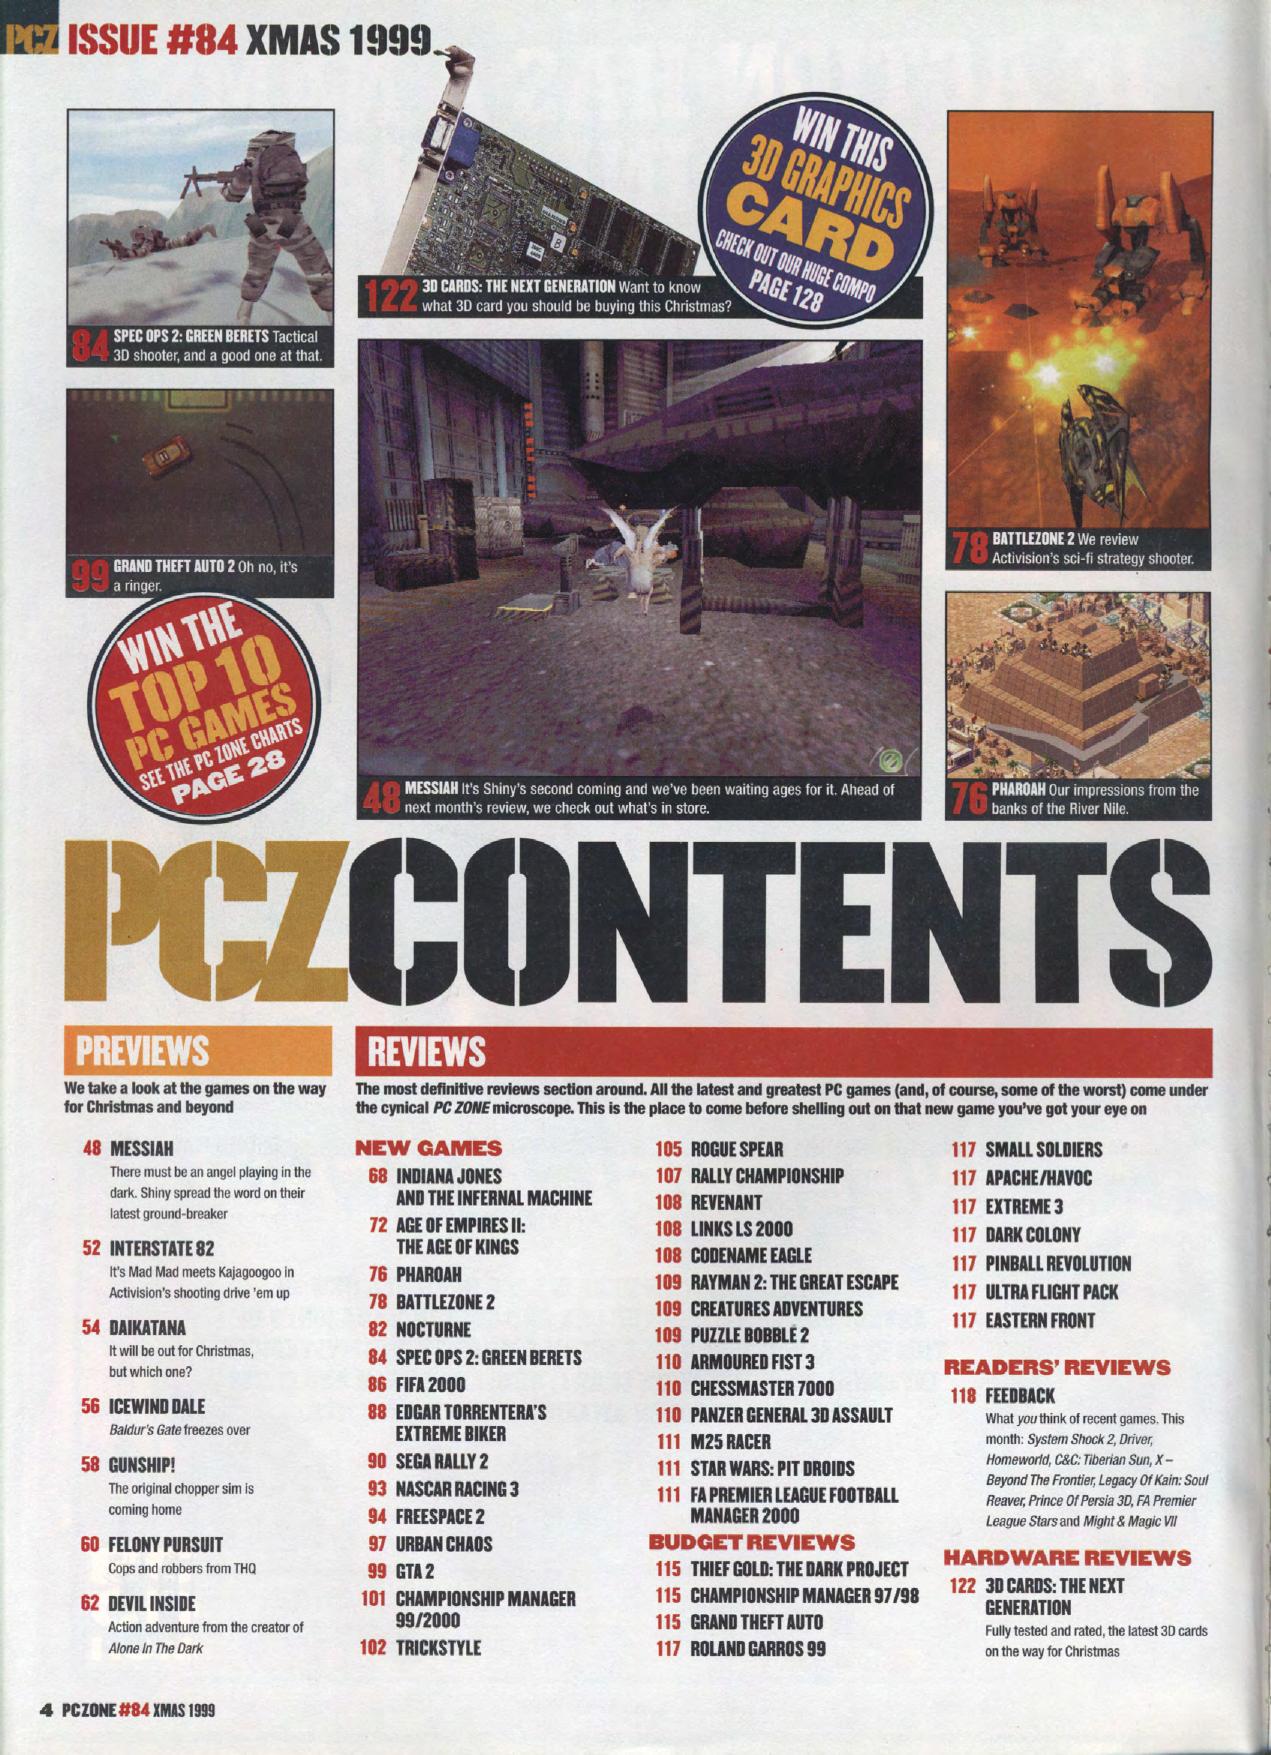 PCZ ISSUE #84 XMAS 1999
84 SPEC OPS 2: GREEN BERETS Tactical
3D shooter, and a good one at that.
99 GRAND THEFT AUTO 2 Oh no, it's
a ringer.
WIN THE
TOP 10
PC GAMES
SEE THE PC ZONE CHARTS
PAGE 28
122 3D CARDS: THE NEXT GENERATION Want to know
what 3D card you should be buying this Christmas?
WIN THIS
3D GRAPHICS
CARD
CHECK OUT OUR HUGE COMPO
PAGE 128
48 MESSIAH It's Shiny's second coming and we've been waiting ages for it. Ahead of
next month's review, we check out what's in store.
78 BATTLEZONE 2 We review
Activision's sci-fi strategy shooter.
76 PHAROAH Our impressions from the
banks of the River Nile.
PCZCONTENTS
PREVIEWS
We take a look at the games on the way
for Christmas and beyond
48 MESSIAH
There must be an angel playing in the
dark. Shiny spread the word on their
latest ground-breaker
52 INTERSTATE 82
It's Mad Mad meets Kajagoogoo in
Activision's shooting drive 'em up
54 DAIKATANA
It will be out for Christmas,
but which one?
56 ICEWIND DALE
Baldur's Gate freezes over
58 GUNSHIP!
The original chopper sim is
coming home
60 FELONY PURSUIT
Cops and robbers from THQ
62 DEVIL INSIDE
Action adventure from the creator of
Alone In The Dark
REVIEWS
The most definitive reviews section around. All the latest and greatest PC games (and, of course, some of the worst) come under
the cynical PC ZONE microscope. This is the place to come before shelling out on that new game you've got your eye on
NEW GAMES
68 INDIANA JONES
AND THE INFERNAL MACHINE
72 AGE OF EMPIRES II:
THE AGE OF KINGS
76 PHAROAH
78 BATTLEZONE 2
82 NOCTURNE
84 SPEC OPS 2: GREEN BERETS
86 FIFA 2000
88 EDGAR TORRENTERA'S
EXTREME BIKER
90 SEGA RALLY 2
93 NASCAR RACING 3
94 FREESPACE 2
97 URBAN CHAOS
99 GTA 2
101 CHAMPIONSHIP MANAGER
99/2000
102 TRICKSTYLE
105 ROGUE SPEAR
107 RALLY CHAMPIONSHIP
108 REVENANT
108 LINKS LS 2000
108 CODENAME EAGLE
109 RAYMAN 2: THE GREAT ESCAPE
109 CREATURES ADVENTURES
109 PUZZLE BOBBLE 2
110 ARMOURED FIST 3
110 CHESSMASTER 7000
110 PANZER GENERAL 3D ASSAULT
111 M25 RACER
111 STAR WARS: PIT DROIDS
111 FA PREMIER LEAGUE FOOTBALL
MANAGER 2000
BUDGET REVIEWS
115 THIEF GOLD: THE DARK PROJECT
115 CHAMPIONSHIP MANAGER 97/98
115 GRAND THEFT AUTO
117 ROLAND GARROS 99
117 SMALL SOLDIERS
117 APACHE/HAVOC
117 EXTREME 3
117 DARK COLONY
117 PINBALL REVOLUTION
117 ULTRA FLIGHT PACK
117 EASTERN FRONT
READERS' REVIEWS
118 FEEDBACK
What you think of recent games. This
month: System Shock 2, Driver,
Homeworld, C&C: Tiberian Sun, X –
Beyond The Frontier, Legacy Of Kain: Soul
Reaver, Prince Of Persia 3D, FA Premier
League Stars and Might & Magic VII
HARDWARE REVIEWS
122 3D CARDS: THE NEXT
GENERATION
Fully tested and rated, the latest 3D cards
on the way for Christmas
4 PCZONE #84 XMAS 1999